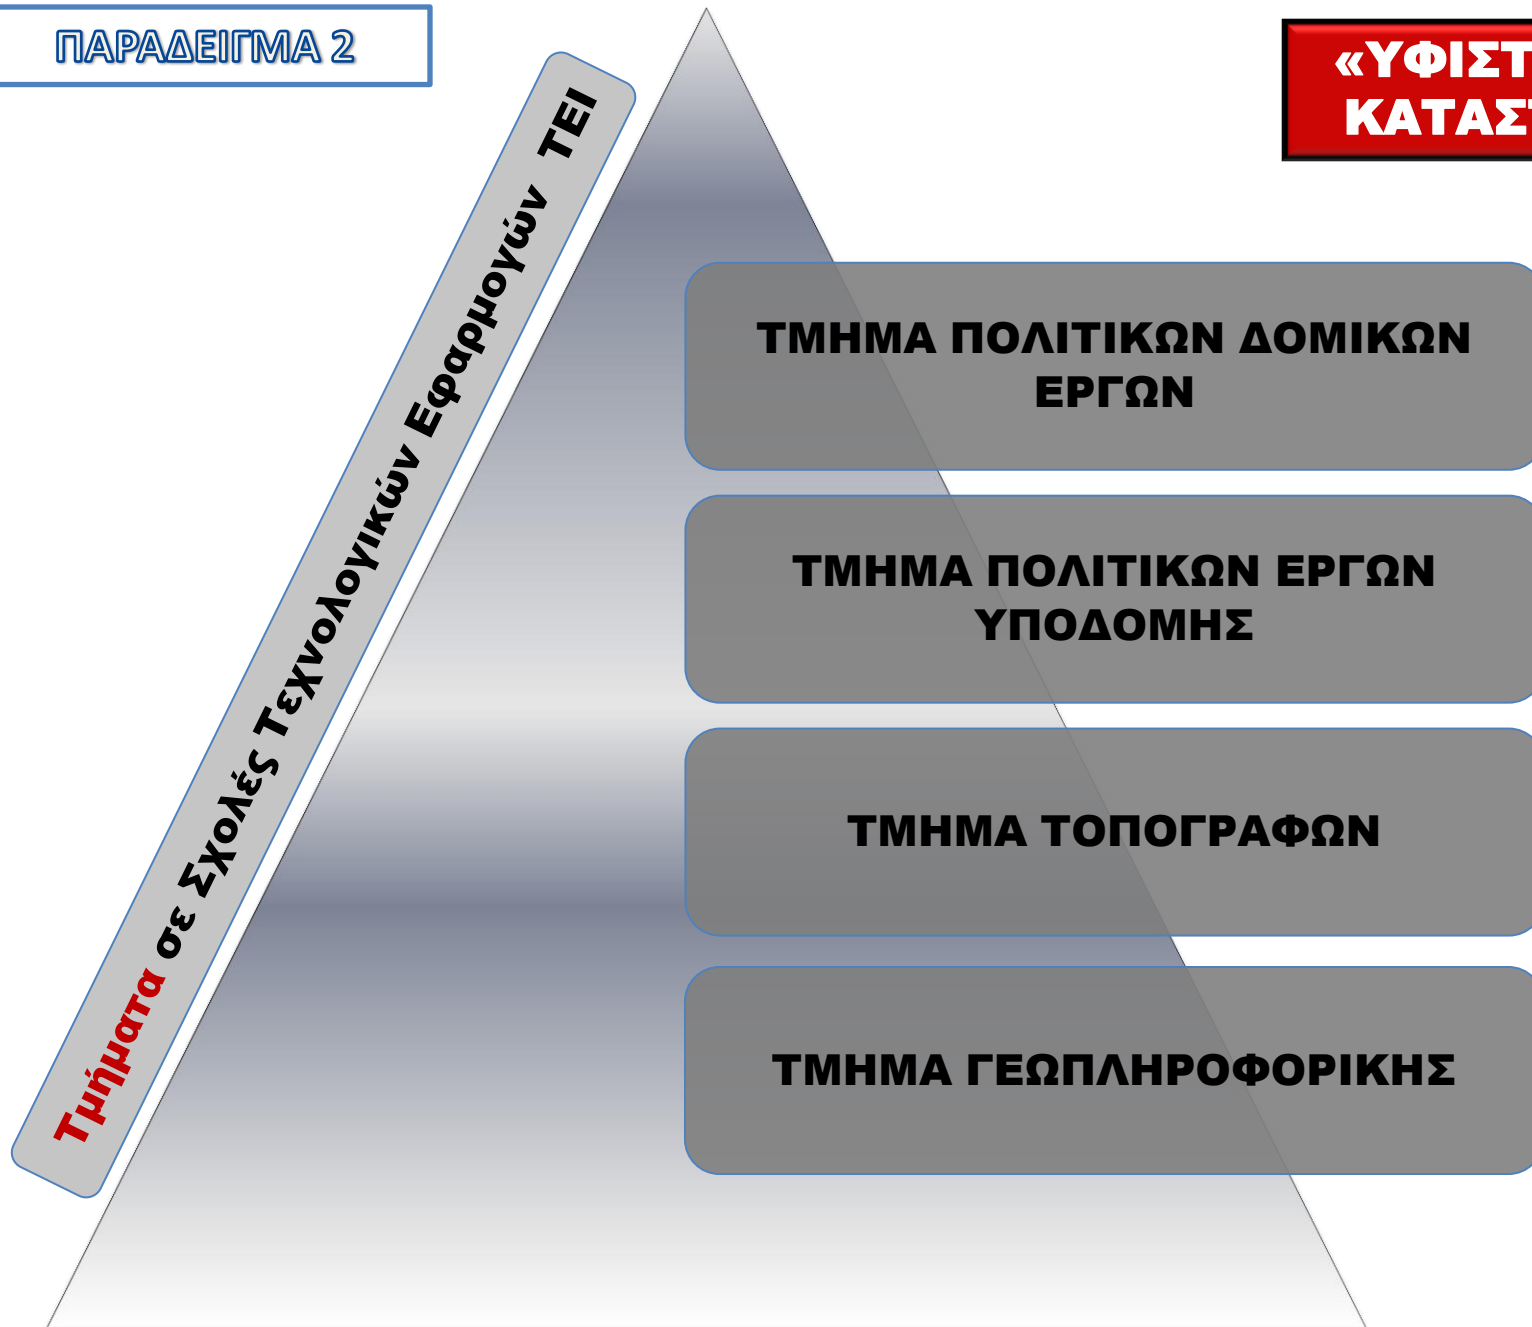 ΠΑΡΑΔΕΙΓΜΑ 2
Τμήματα σε Σχολές Τεχνολογικών Εφαρμογών ΤΕΙ
ΤΜΗΜΑ ΠΟΛΙΤΙΚΩΝ ΔΟΜΙΚΩΝ
ΕΡΓΩΝ
ΤΜΗΜΑ ΠΟΛΙΤΙΚΩΝ ΕΡΓΩΝ
ΥΠΟΔΟΜΗΣ
ΤΜΗΜΑ ΤΟΠΟΓΡΑΦΩΝ
ΤΜΗΜΑ ΓΕΩΠΛΗΡΟΦΟΡΙΚΗΣ